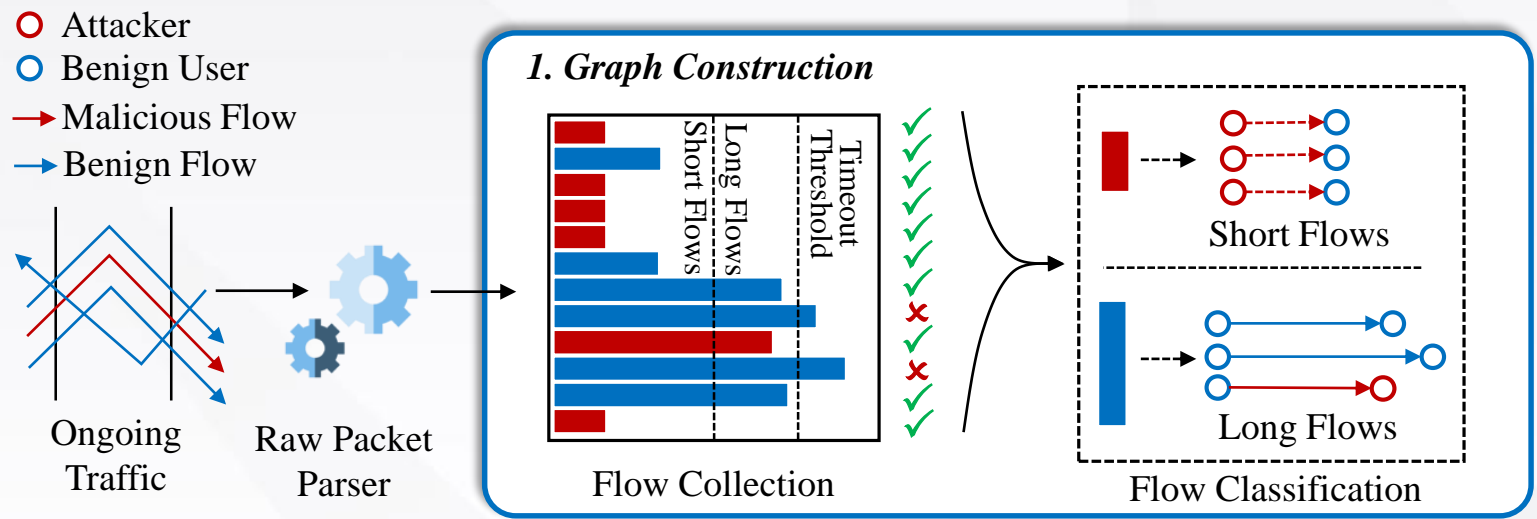 Attacker
Benign User
Malicious Flow
Benign Flow
Ongoing
Traffic
Raw Packet
Parser
1. Graph Construction
Short Flows
Long Flows
Timeout
Threshold
Flow Collection
Short Flows
Long Flows
Flow Classification